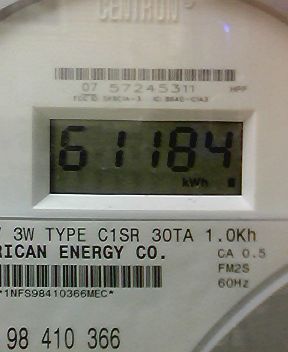 CENTRON
07 57245311 HPP
61184
kWh
3W TYPE C1SR 30TA 1.0Kh
RICAN ENERGY CO. CA 0.5
FM2S
*1NFS98410366MEC* 60Hz
98 410 366